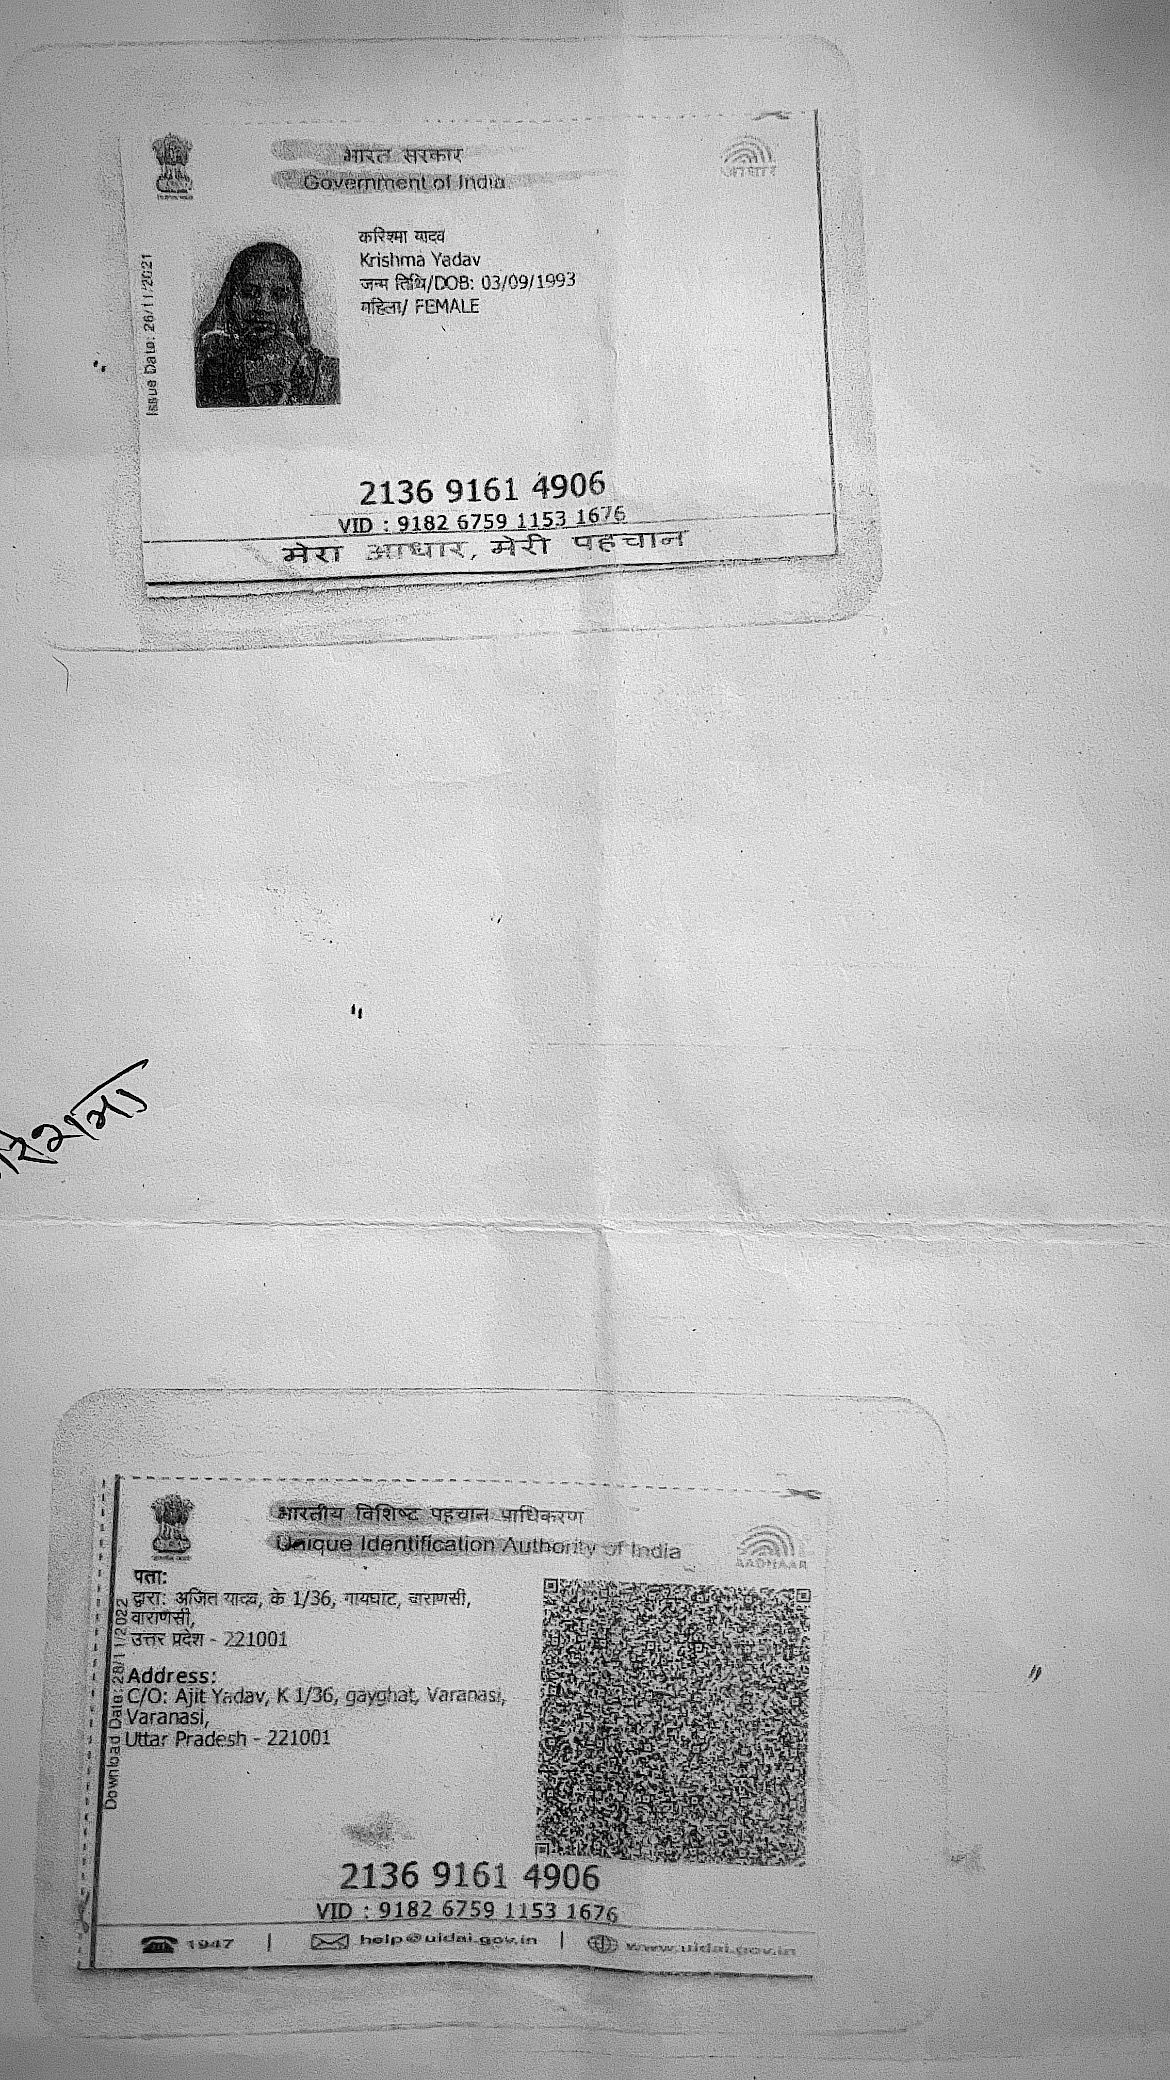 भारत सरकार
Government of India
आधार
Issue Date: 26/11/2021
करिश्मा यादव
Krishma Yadav
जन्म तिथि/DOB: 03/09/1993
महिला/ FEMALE
2136 9161 4906
VID : 9182 6759 1153 1676
मेरा आधार, मेरी पहचान
भारतीय विशिष्ट पहचान प्राधिकरण
Unique Identification Authority of India
AADHAAR
Download Date: 28/11/2022
पता:
द्वारा: अजित यादव, के 1/36, गायघाट, वाराणसी,
वाराणसी,
उत्तर प्रदेश - 221001
Address:
C/O: Ajit Yadav, K 1/36, gayghat, Varanasi,
Varanasi,
Uttar Pradesh - 221001
2136 9161 4906
VID : 9182 6759 1153 1676
1947 | help@uidai.gov.in | www.uidai.gov.in